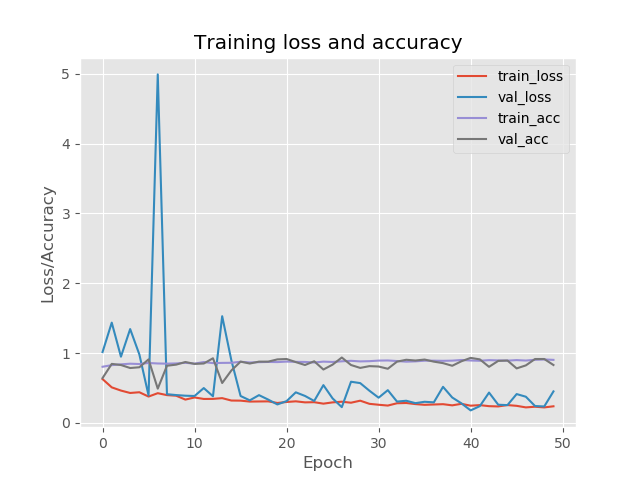 Training loss and accuracy
train_loss
val_loss
train_acc
val_acc
Loss/Accuracy
5
4
3
2
1
0
0 10 20 30 40 50
Epoch